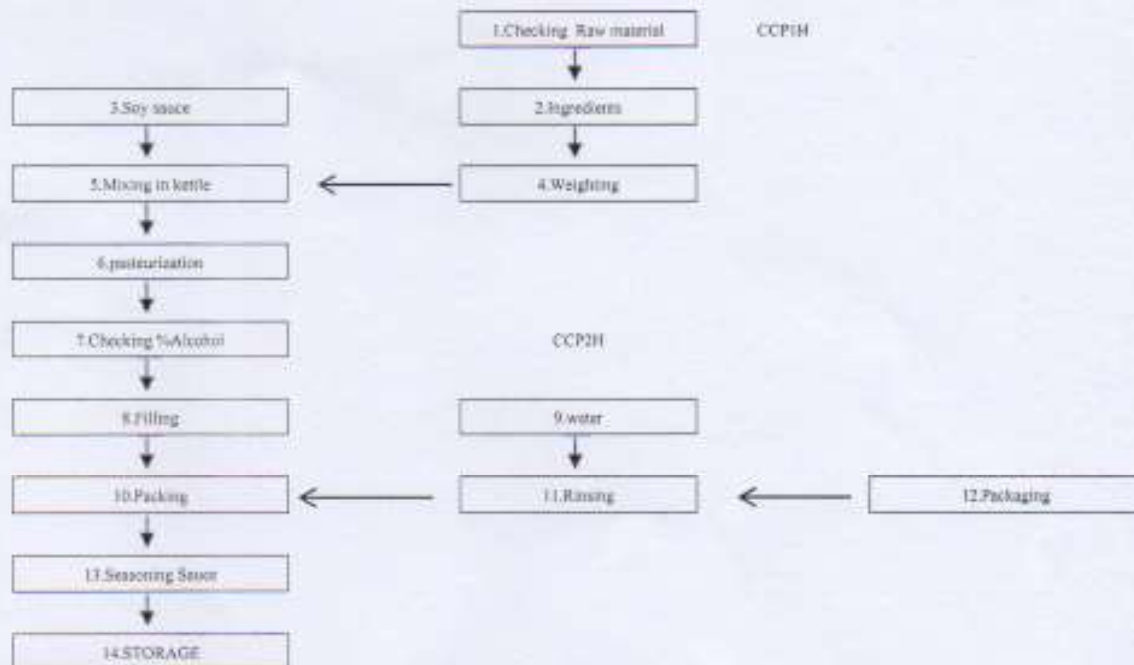 1.Checking Raw material CCP1H
3.Soy sauce 2.Ingredients
5.Mixing in kettle 4.Weighting
6.pasteurization
7.Checking %Alcohol CCP2H
8.Filling 9.water
10.Packing 11.Rinsing 12.Packaging
13.Seasoning
14.STORAGE